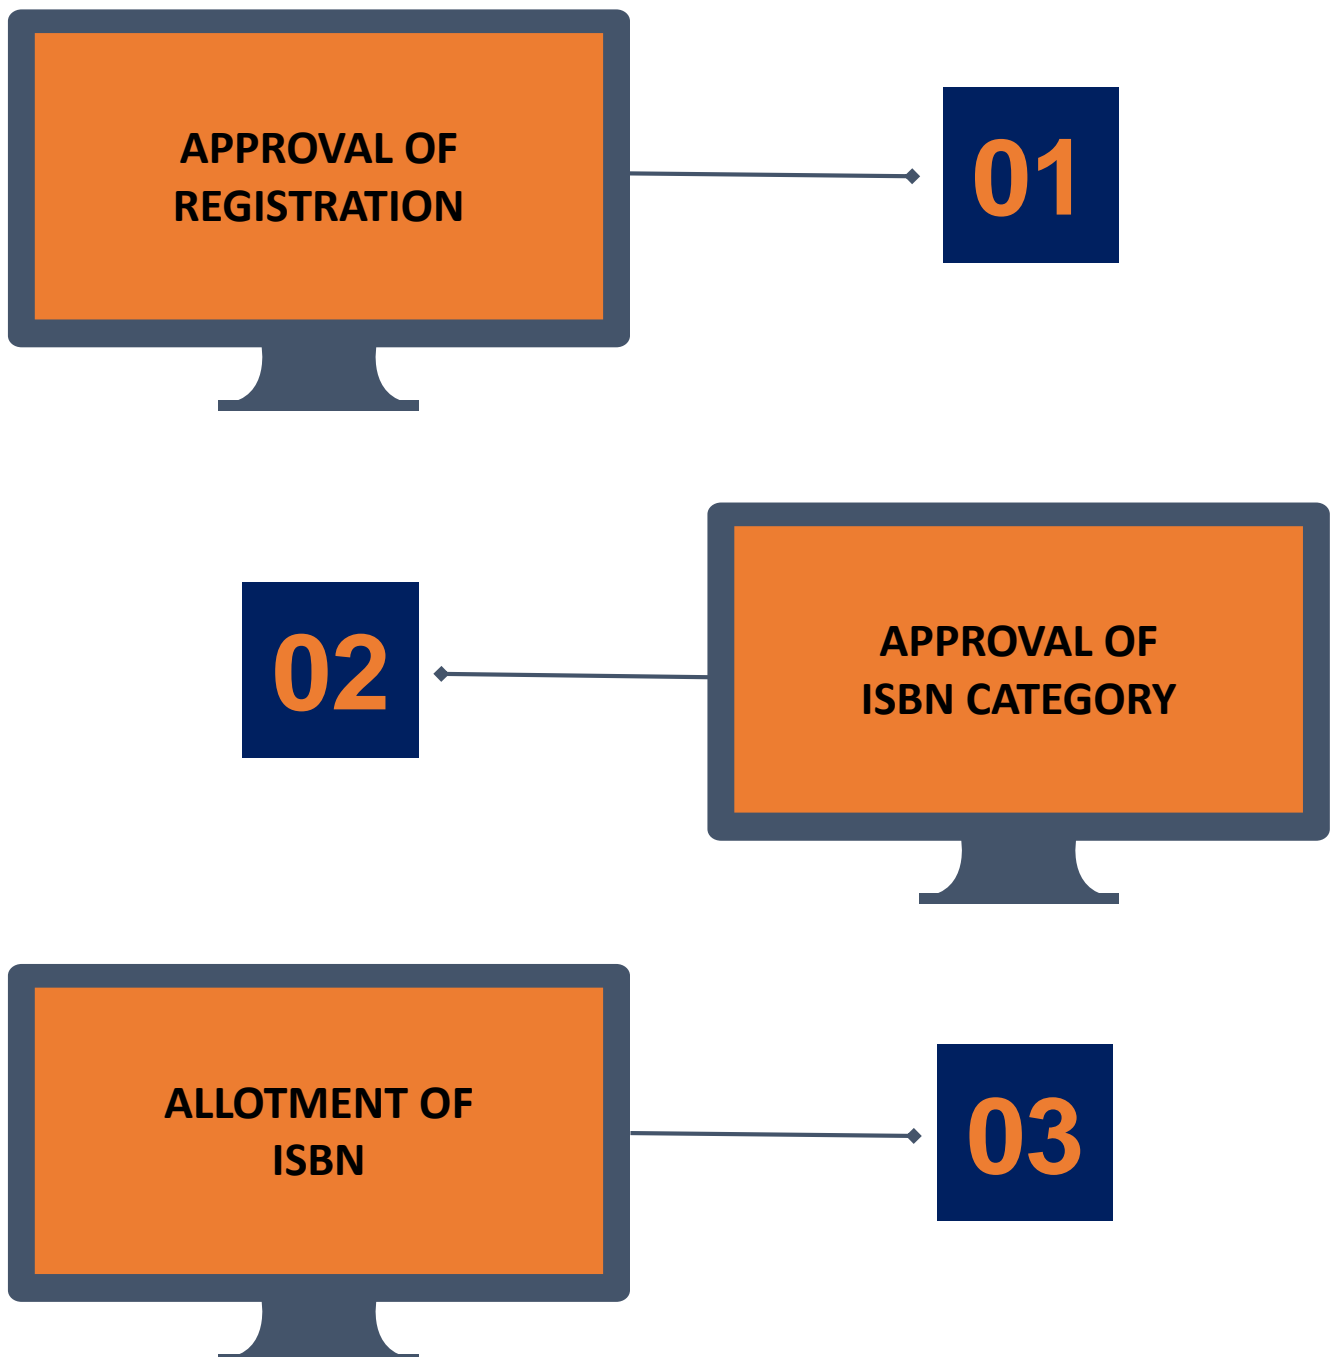 APPROVAL OF
REGISTRATION
01
02
APPROVAL OF
ISBN CATEGORY
ALLOTMENT OF
ISBN
03